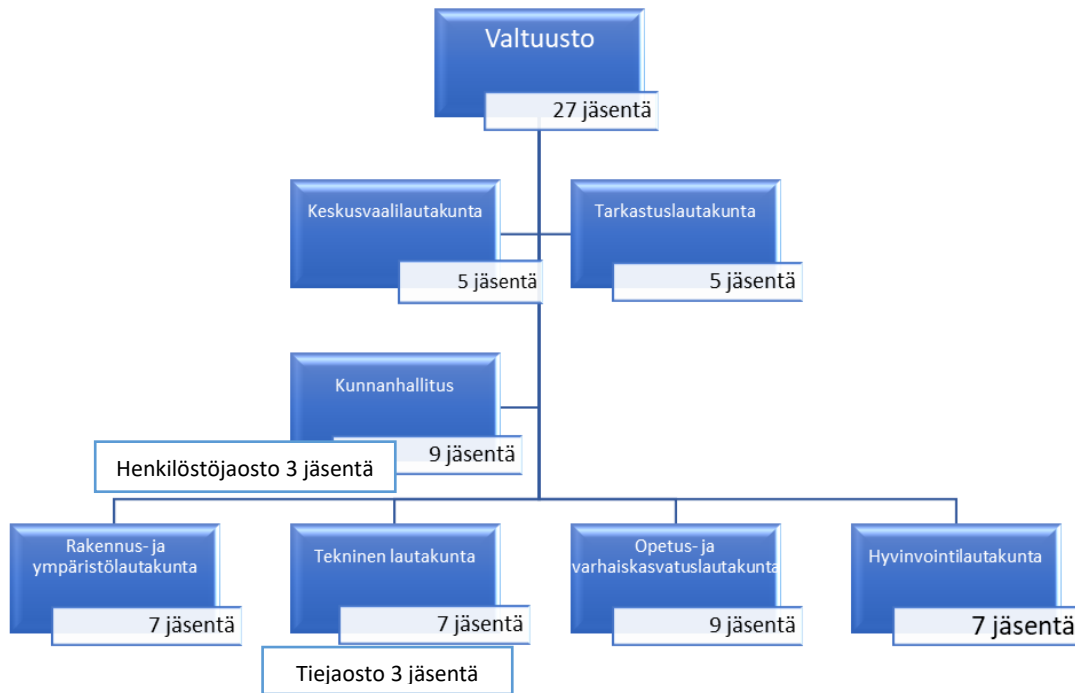 Valtuusto
27 jäsentä
Keskusvaalilautakunta
5 jäsentä
Tarkastuslautakunta
5 jäsentä
Kunnanhallitus
9 jäsentä
Henkilöstöjaosto 3 jäsentä
Rakennus- ja
ympäristölautakunta
7 jäsentä
Tekninen lautakunta
7 jäsentä
Tiejaosto 3 jäsentä
Opetus- ja
varhaiskasvatuslautakunta
9 jäsentä
Hyvinvointilautakunta
7 jäsentä